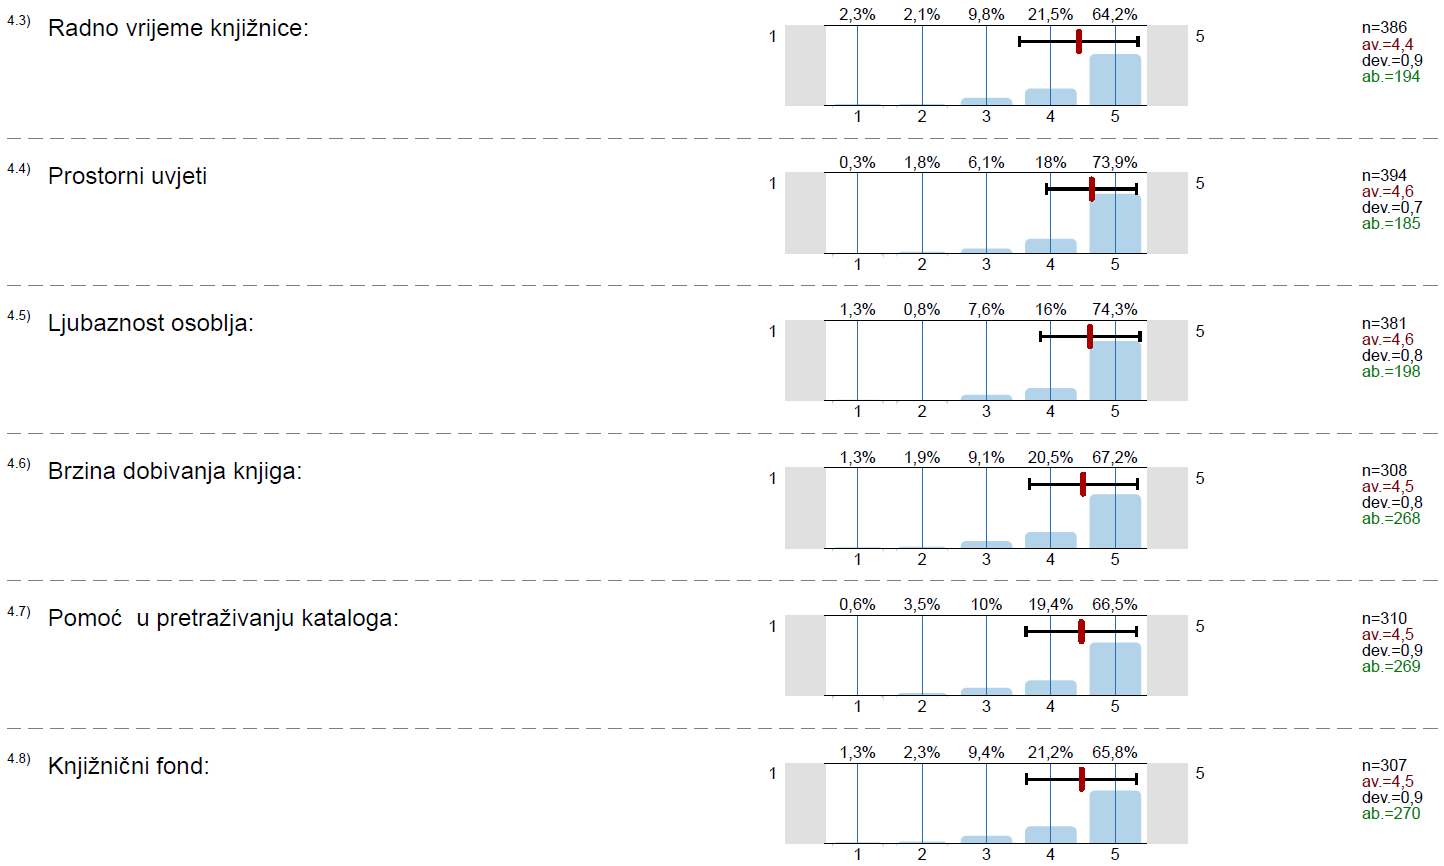 4.3) Radno vrijeme knjižnice:
2,3% 2,1% 9,8% 21,5% 64,2%
1 5
1 2 3 4 5
n=386
av.=4,4
dev.=0,9
ab.=194
4.4) Prostorni uvjeti
0,3% 1,8% 6,1% 18% 73,9%
1 5
1 2 3 4 5
n=394
av.=4,6
dev.=0,7
ab.=185
4.5) Ljubaznost osoblja:
1,3% 0,8% 7,6% 16% 74,3%
1 5
1 2 3 4 5
n=381
av.=4,6
dev.=0,8
ab.=198
4.6) Brzina dobivanja knjiga:
1,3% 1,9% 9,1% 20,5% 67,2%
1 5
1 2 3 4 5
n=308
av.=4,5
dev.=0,8
ab.=268
4.7) Pomoć  u pretraživanju kataloga:
0,6% 3,5% 10% 19,4% 66,5%
1 5
1 2 3 4 5
n=310
av.=4,5
dev.=0,9
ab.=269
4.8) Knjižnični fond:
1,3% 2,3% 9,4% 21,2% 65,8%
1 5
1 2 3 4 5
n=307
av.=4,5
dev.=0,9
ab.=270